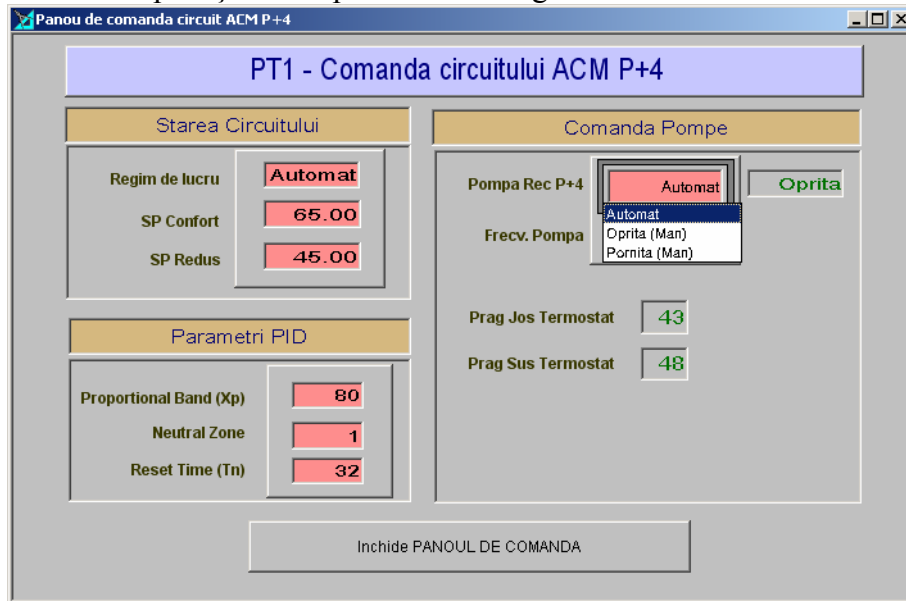 Panou de comanda circuit ACM P+4
PT1 - Comanda circuitului ACM P+4
Starea Circuitului
Regim de lucru Automat
SP Confort 65.00
SP Redus 45.00
Parametri PID
Proportional Band (Xp) 80
Neutral Zone 1
Reset Time (Tn) 32
Comanda Pompe
Pompa Rec P+4 Automat Oprita
Automat
Frecv. Pompa Oprita (Man)
Pornita (Man)
Prag Jos Termostat 43
Prag Sus Termostat 48
Inchide PANOUL DE COMANDA